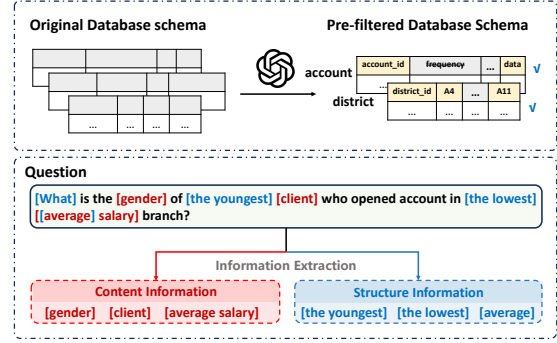 Original Database schema
Pre-filtered Database Schema
... ... ... ...
account
account_id frequency ... data
... √
district
district_id A4 ... A11
... ... ... ... √
Question
[What] is the [gender] of [the youngest] [client] who opened account in [the lowest]
[[average] salary] branch?
Information Extraction
Content Information
[gender] [client] [average salary]
Structure Information
[the youngest] [the lowest] [average]